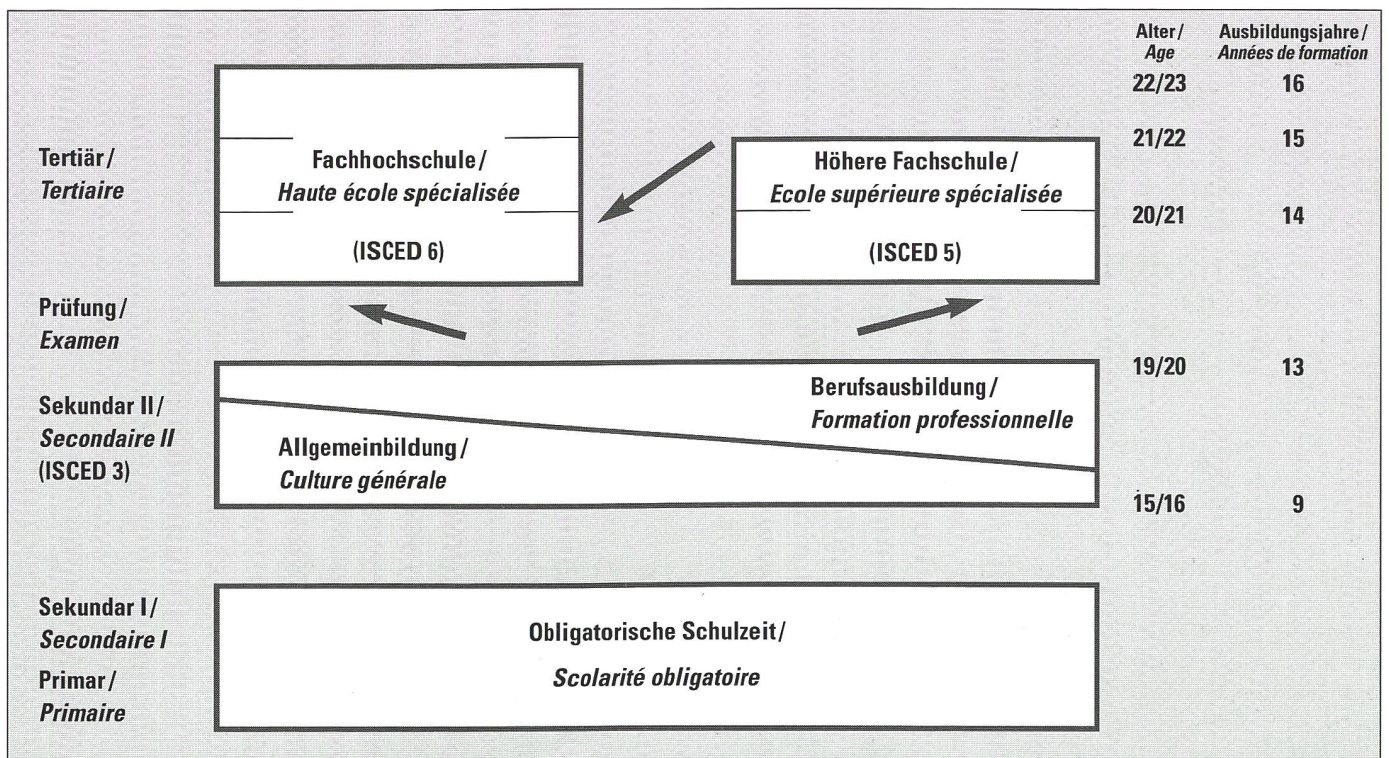 Alter/
Age
Ausbildungsjahre/
Années de formation
22/23
16
Tertiär/
Tertiaire
Fachhochschule/
Haute école spécialisée
(ISCED 6)
Höhere Fachschule/
Ecole supérieure spécialisée
(ISCED 5)
21/22
15
20/21
14
Prüfung/
Examen
19/20
13
Sekundar II/
Secondaire II
(ISCED 3)
Berufsausbildung/
Formation professionnelle
Allgemeinbildung/
Culture générale
15/16
9
Sekundar I/
Secondaire I
Primar/
Primaire
Obligatorische Schulzeit/
Scolarité obligatoire